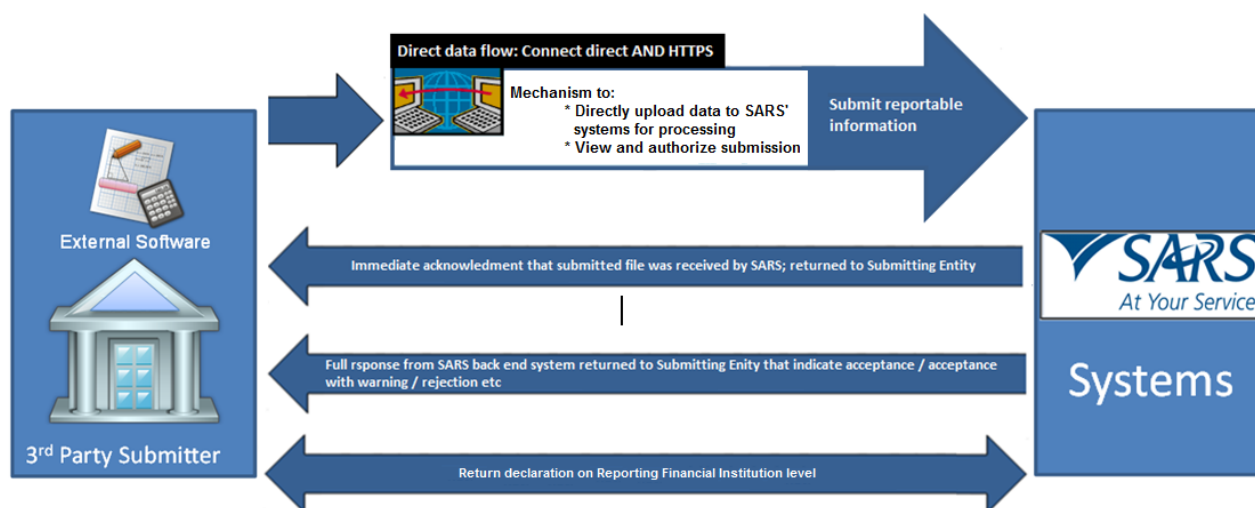 Direct data flow: Connect direct AND HTTPS
Mechanism to:
* Directly upload data to SARS'
systems for processing
* View and authorize submission
Submit reportable
information
External Software
3rd Party Submitter
Immediate acknowledment that submitted file was received by SARS; returned to Submitting Entity
Full rsponse from SARS back end system returned to Submitting Enity that indicate acceptance / acceptance
with warning / rejection etc
Return declaration on Reporting Financial Institution level
SARS
At Your Service
Systems